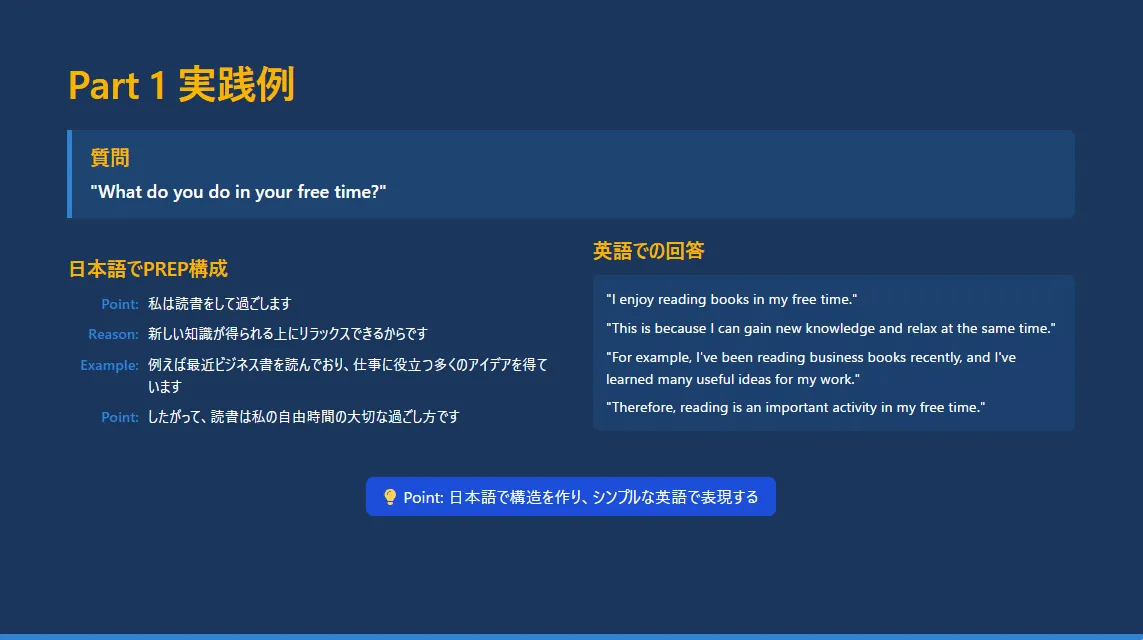 Part 1 実践例
質問
"What do you do in your free time?"
日本語でPREP構成
Point: 私は読書をして過ごします
Reason: 新しい知識が得られる上にリラックスできるからです
Example: 例えば最近ビジネス書を読んでおり、仕事に役立つ多くのアイデアを得て
います
Point: したがって、読書は私の自由時間の大切な過ごし方です
英語での回答
"I enjoy reading books in my free time."
"This is because I can gain new knowledge and relax at the same time."
"For example, I've been reading business books recently, and I've
learned many useful ideas for my work."
"Therefore, reading is an important activity in my free time."
💡 Point: 日本語で構造を作り、シンプルな英語で表現する